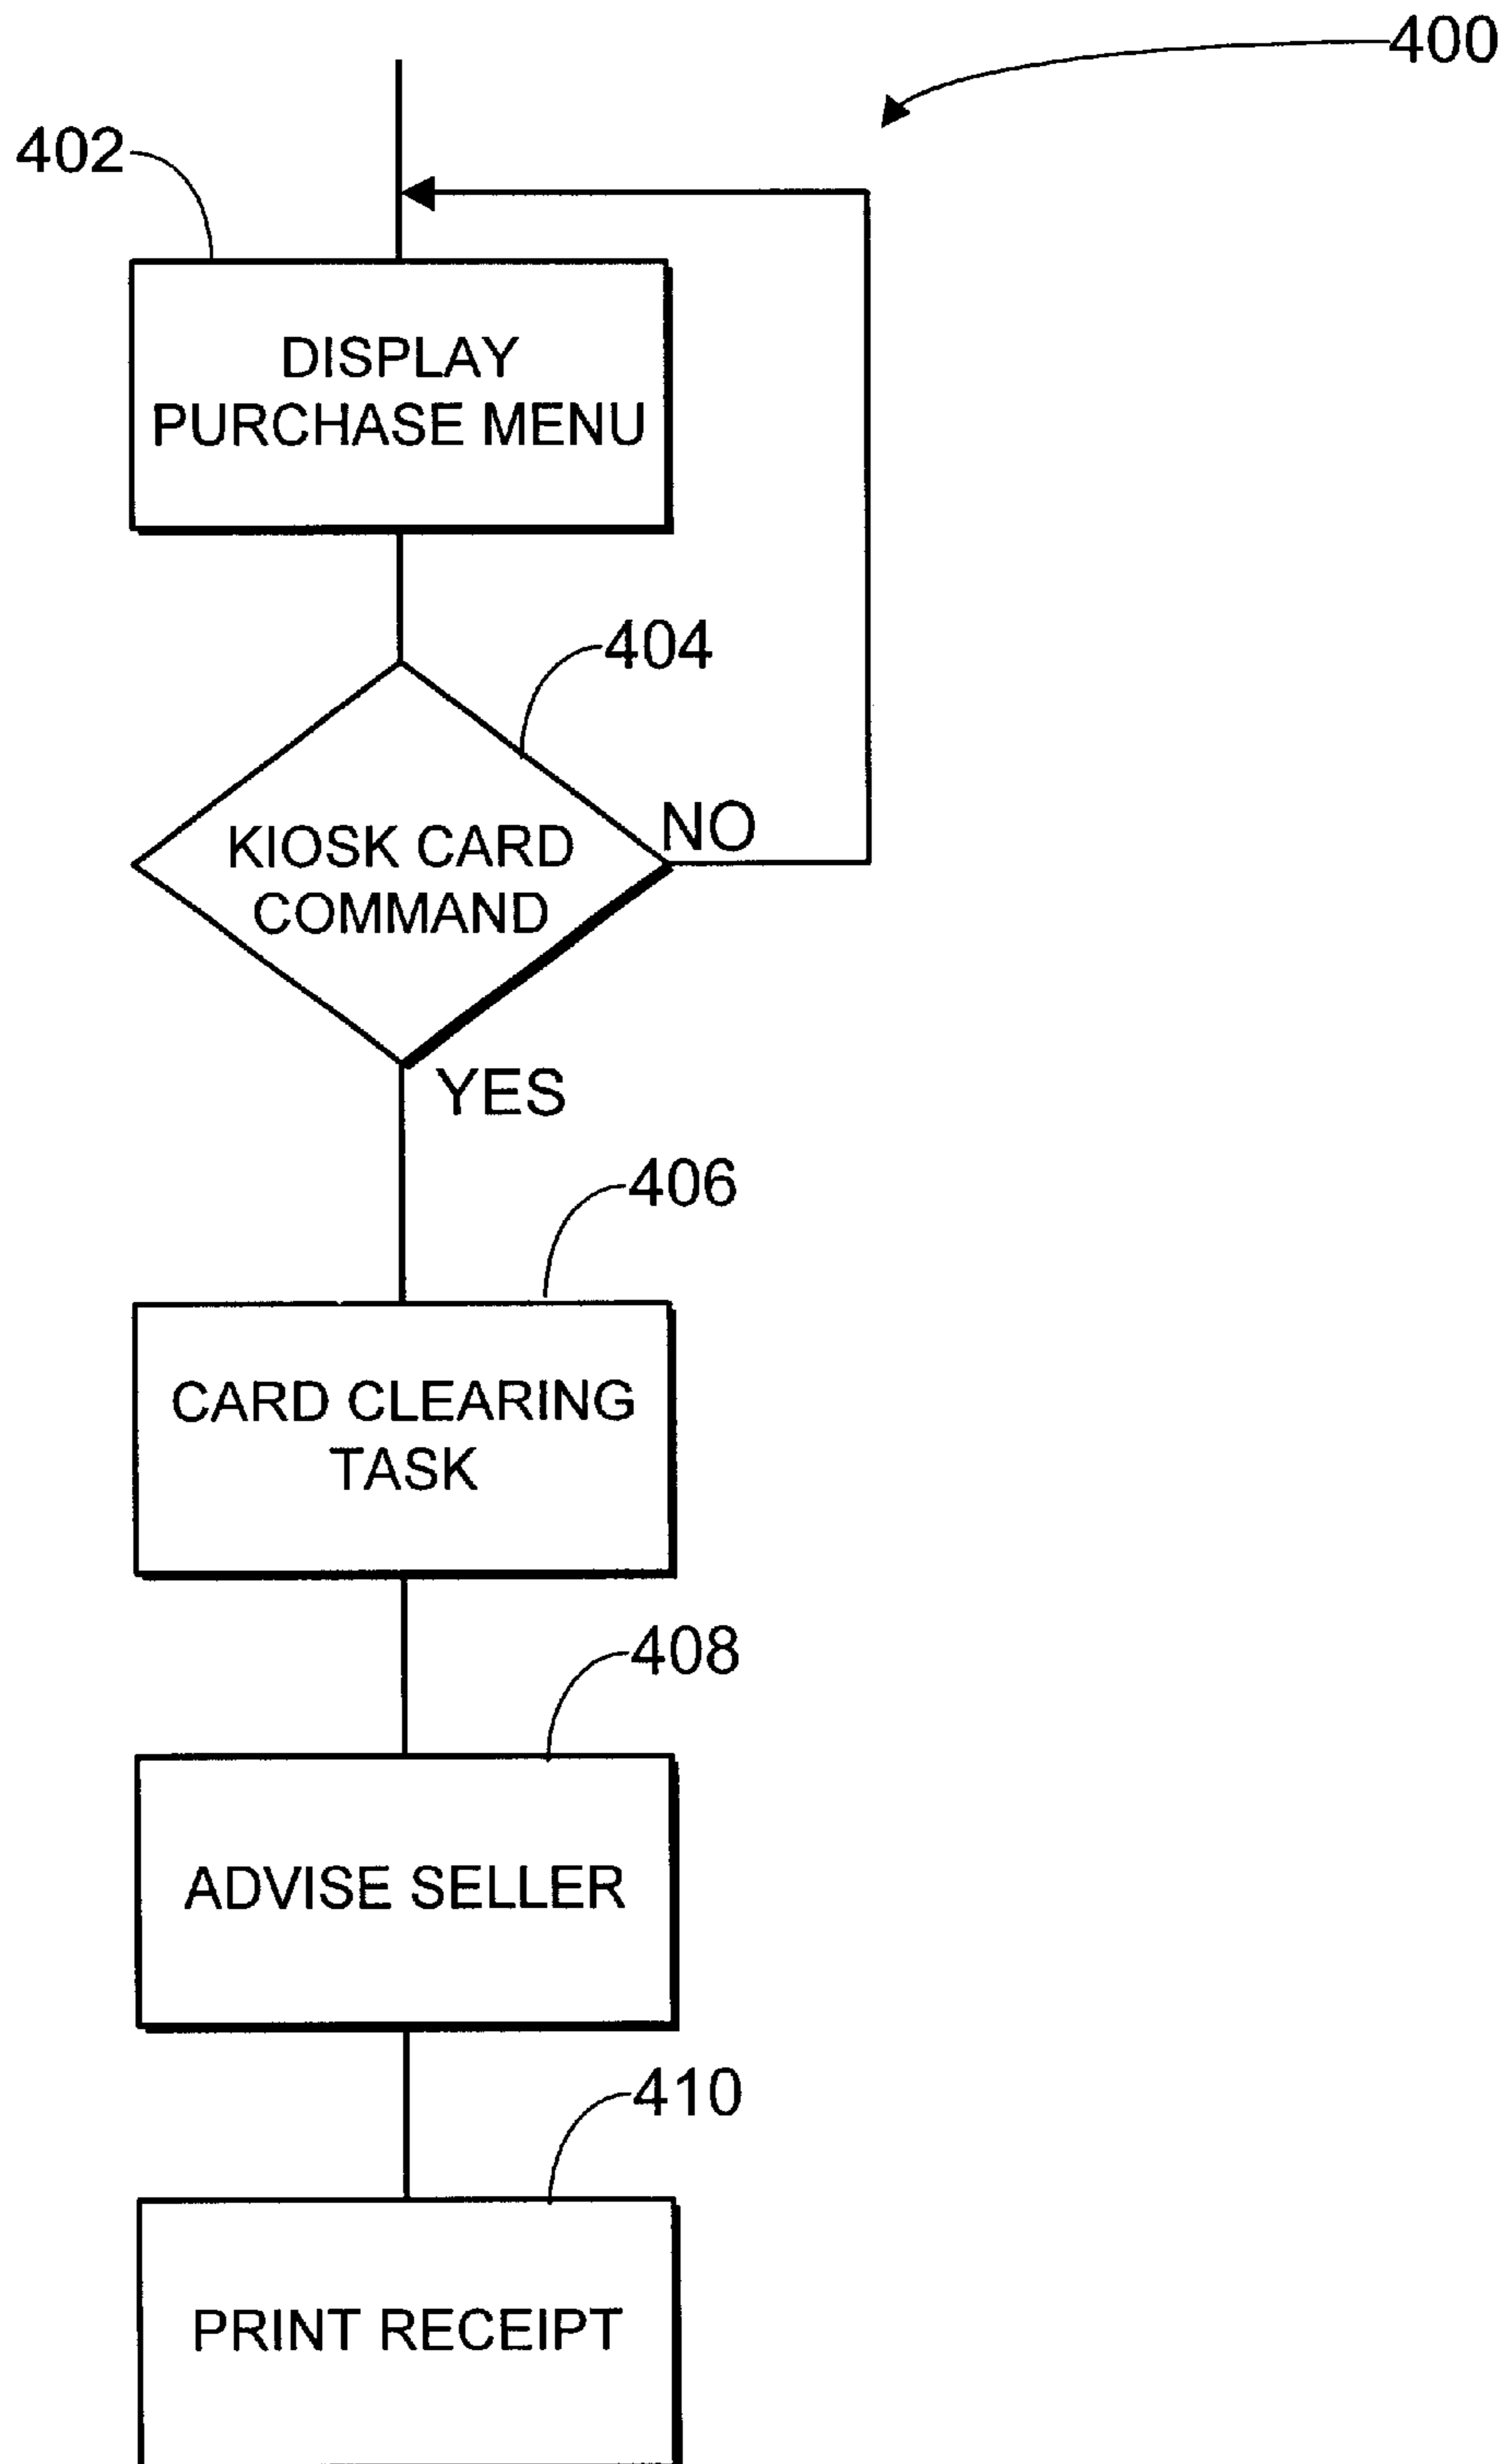 400
402
DISPLAY
PURCHASE MENU
404
KIOSK CARD
COMMAND
NO
YES
406
CARD CLEARING
TASK
408
ADVISE SELLER
410
PRINT RECEIPT